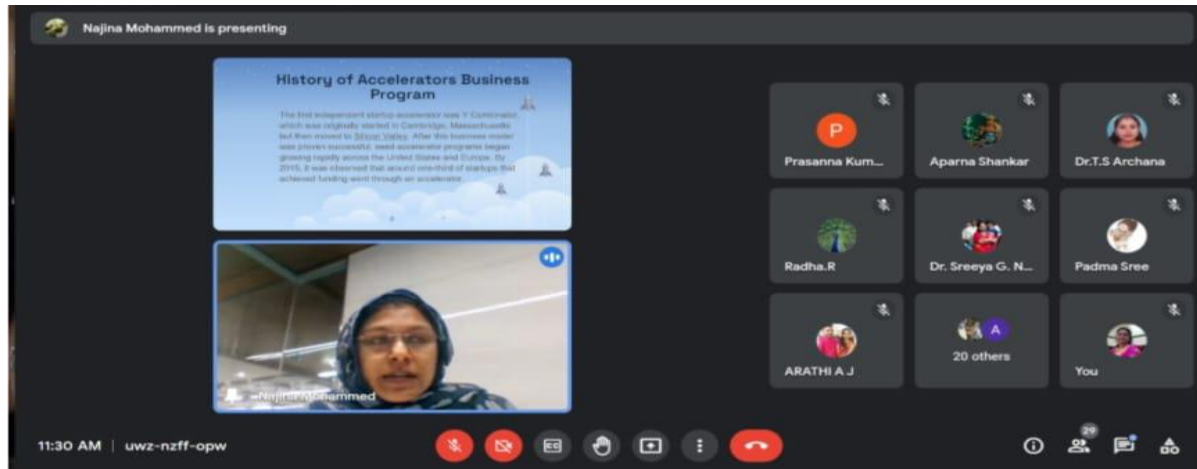 Najina Mohammed is presenting
History of Accelerators Business
Program
The first independent startup accelerator was Y Combinator,
which was originally started in Cambridge, Massachusetts
but then moved to Silicon Valley. After this business model
was proven successful, seed accelerator programs began
growing rapidly across the United States and Europe. By
2015, it was observed that around one-third of startups that
achieved funding went through an accelerator.
Najina Mohammed
P
Prasanna Kum...
Aparna Shankar
Dr.T.S Archana
Radha.R
Dr. Sreeya G. N...
Padma Sree
ARATHI A J
A
20 others
You
11:30 AM | uwz-nzff-opw
CC
29